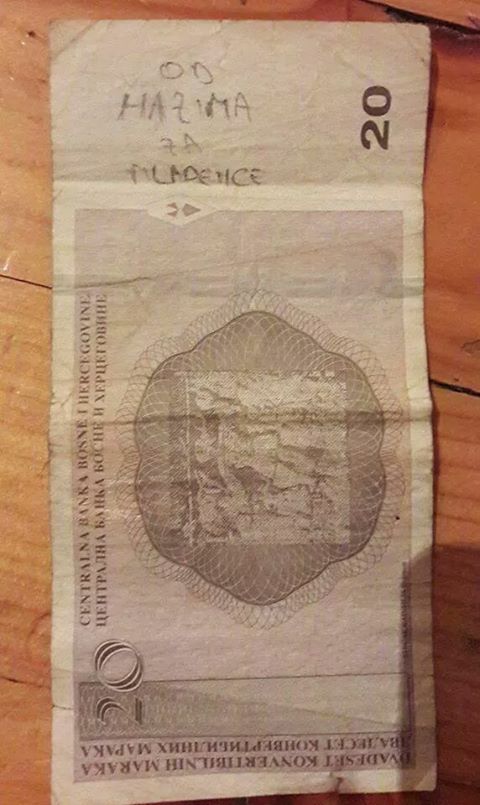 OD
HAZIMA
ZA
MLADENCE
20
CENTRALNA BANKA BOSNE I HERCEGOVINE
ЦЕНТРАЛНА БАНКА БОСНЕ И ХЕРЦЕГОВИНЕ
20
DVADESET KONVERTIBILNIH MARAKA
ДВАДЕСЕТ КОНВЕРТИБИЛНИХ МАРАКА